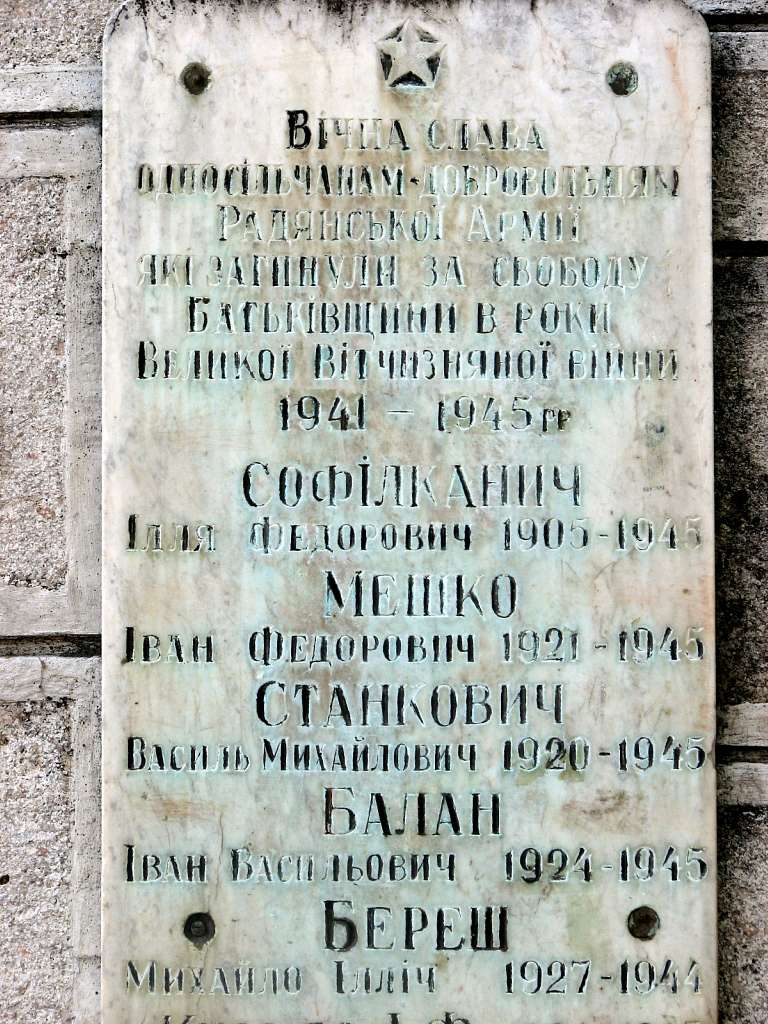 Вічна слава
односільчанам-добровольцям
Радянської Армії
які загинули за свободу
Батьківщини в роки
Великої Вітчизняної війни
1941 - 1945 рр
Софілканич
Ілля Федорович 1905-1945
Мешко
Іван Федорович 1921-1945
Станкович
Василь Михайлович 1920-1945
Балан
Іван Васильович 1924-1945
Береш
Михайло Ілліч 1927-1944